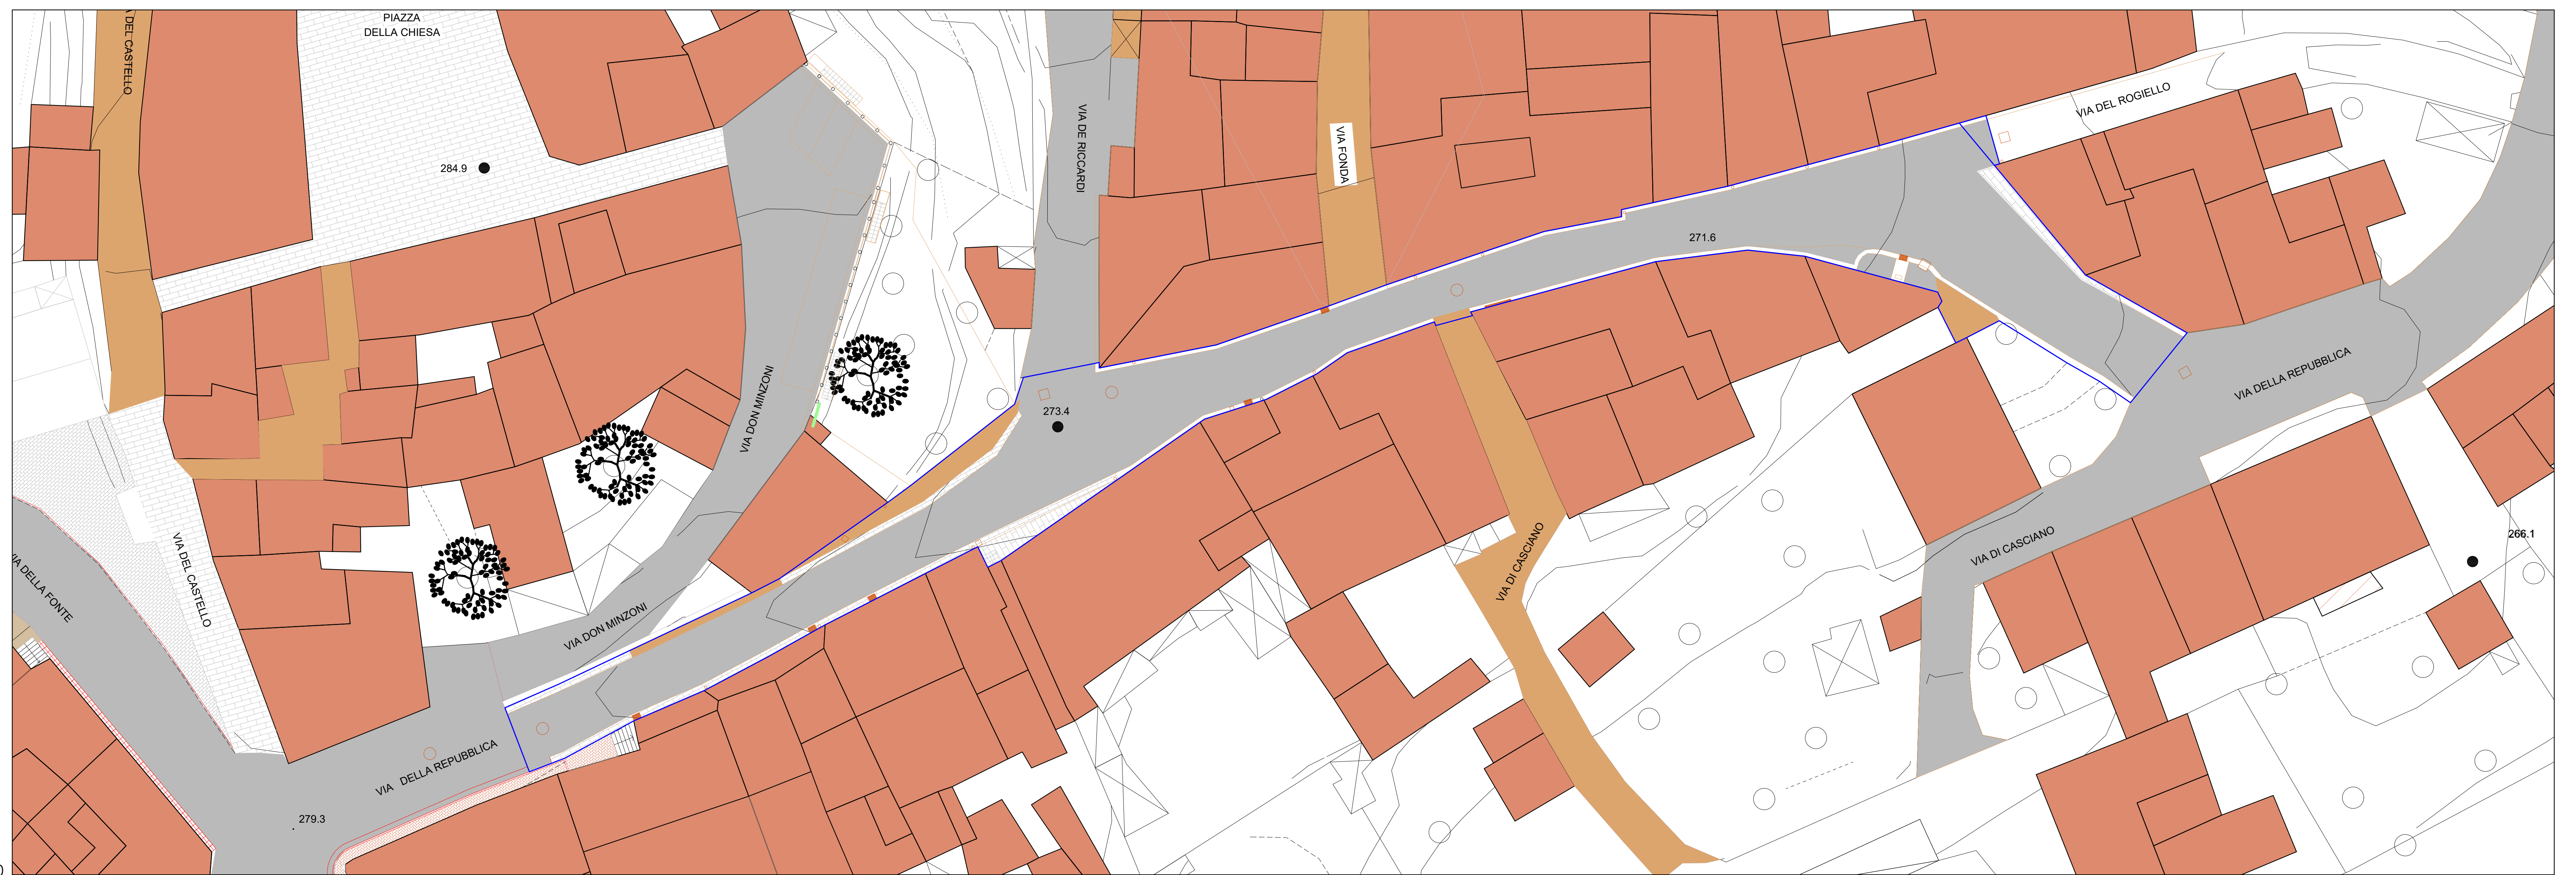 PIAZZA
DELLA CHIESA
VIA DEL CASTELLO
284.9
VIA DE RICCARDI
VIA FONDA
VIA DEL ROGIELLO
271.6
273.4
VIA DON MINZONI
VIA DELLA REPUBBLICA
VIA DELLA FONTE
VIA DEL CASTELLO
VIA DON MINZONI
VIA DI CASCIANO
VIA DI CASCIANO
266.1
VIA DELLA REPUBBLICA
279.3